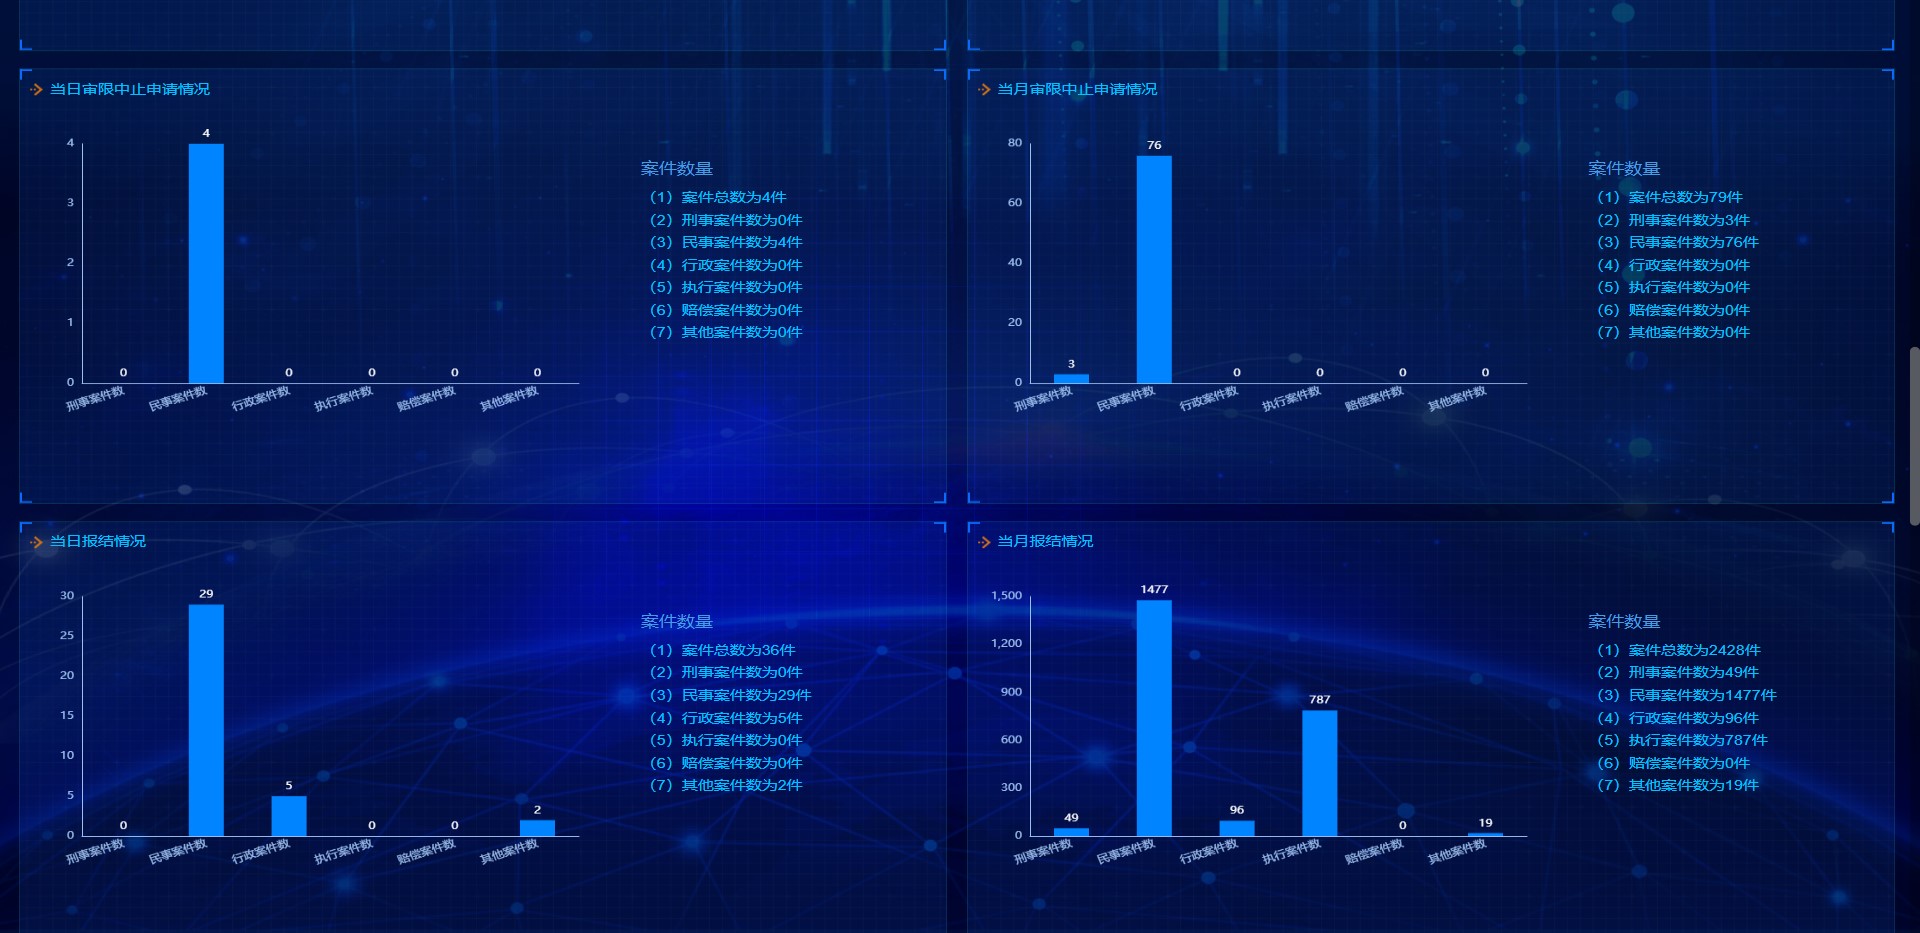 当日审限中止申请情况
4
3
2
1
0
4
0
0
0
0
0
刑事案件数
民事案件数
行政案件数
执行案件数
赔偿案件数
其他案件数
案件数量
（1）案件总数为4件
（2）刑事案件数为0件
（3）民事案件数为4件
（4）行政案件数为0件
（5）执行案件数为0件
（6）赔偿案件数为0件
（7）其他案件数为0件
当月审限中止申请情况
80
60
40
20
0
3
76
0
0
0
0
刑事案件数
民事案件数
行政案件数
执行案件数
赔偿案件数
其他案件数
案件数量
（1）案件总数为79件
（2）刑事案件数为3件
（3）民事案件数为76件
（4）行政案件数为0件
（5）执行案件数为0件
（6）赔偿案件数为0件
（7）其他案件数为0件
当日报结情况
30
25
20
15
10
5
0
0
29
5
0
0
2
刑事案件数
民事案件数
行政案件数
执行案件数
赔偿案件数
其他案件数
案件数量
（1）案件总数为36件
（2）刑事案件数为0件
（3）民事案件数为29件
（4）行政案件数为5件
（5）执行案件数为0件
（6）赔偿案件数为0件
（7）其他案件数为2件
当月报结情况
1,500
1,200
900
600
300
0
49
1477
96
787
0
19
刑事案件数
民事案件数
行政案件数
执行案件数
赔偿案件数
其他案件数
案件数量
（1）案件总数为2428件
（2）刑事案件数为49件
（3）民事案件数为1477件
（4）行政案件数为96件
（5）执行案件数为787件
（6）赔偿案件数为0件
（7）其他案件数为19件